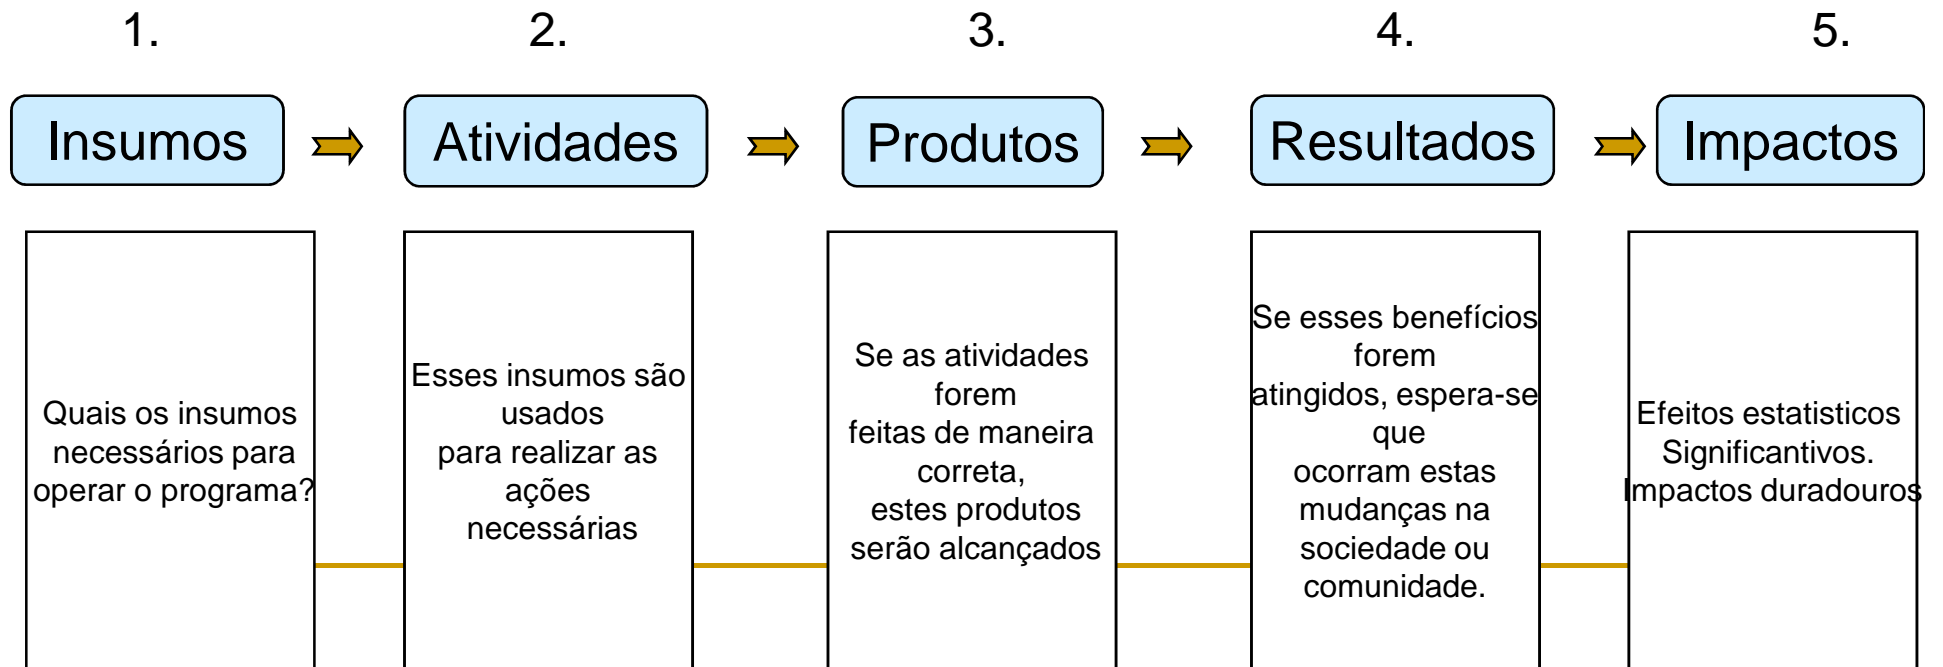 1.
2.
3.
4.
5.
Insumos
Atividades
Produtos
Resultados
Impactos
Quais os insumos
necessários para
operar o programa?
Esses insumos são
usados
para realizar as
ações
necessárias
Se as atividades
forem
feitas de maneira
correta,
estes produtos
serão alcançados
Se esses benefícios
forem
atingidos, espera-se
que
ocorram estas
mudanças na
sociedade ou
comunidade.
Efeitos estatisticos
Significantivos.
Impactos duradouros